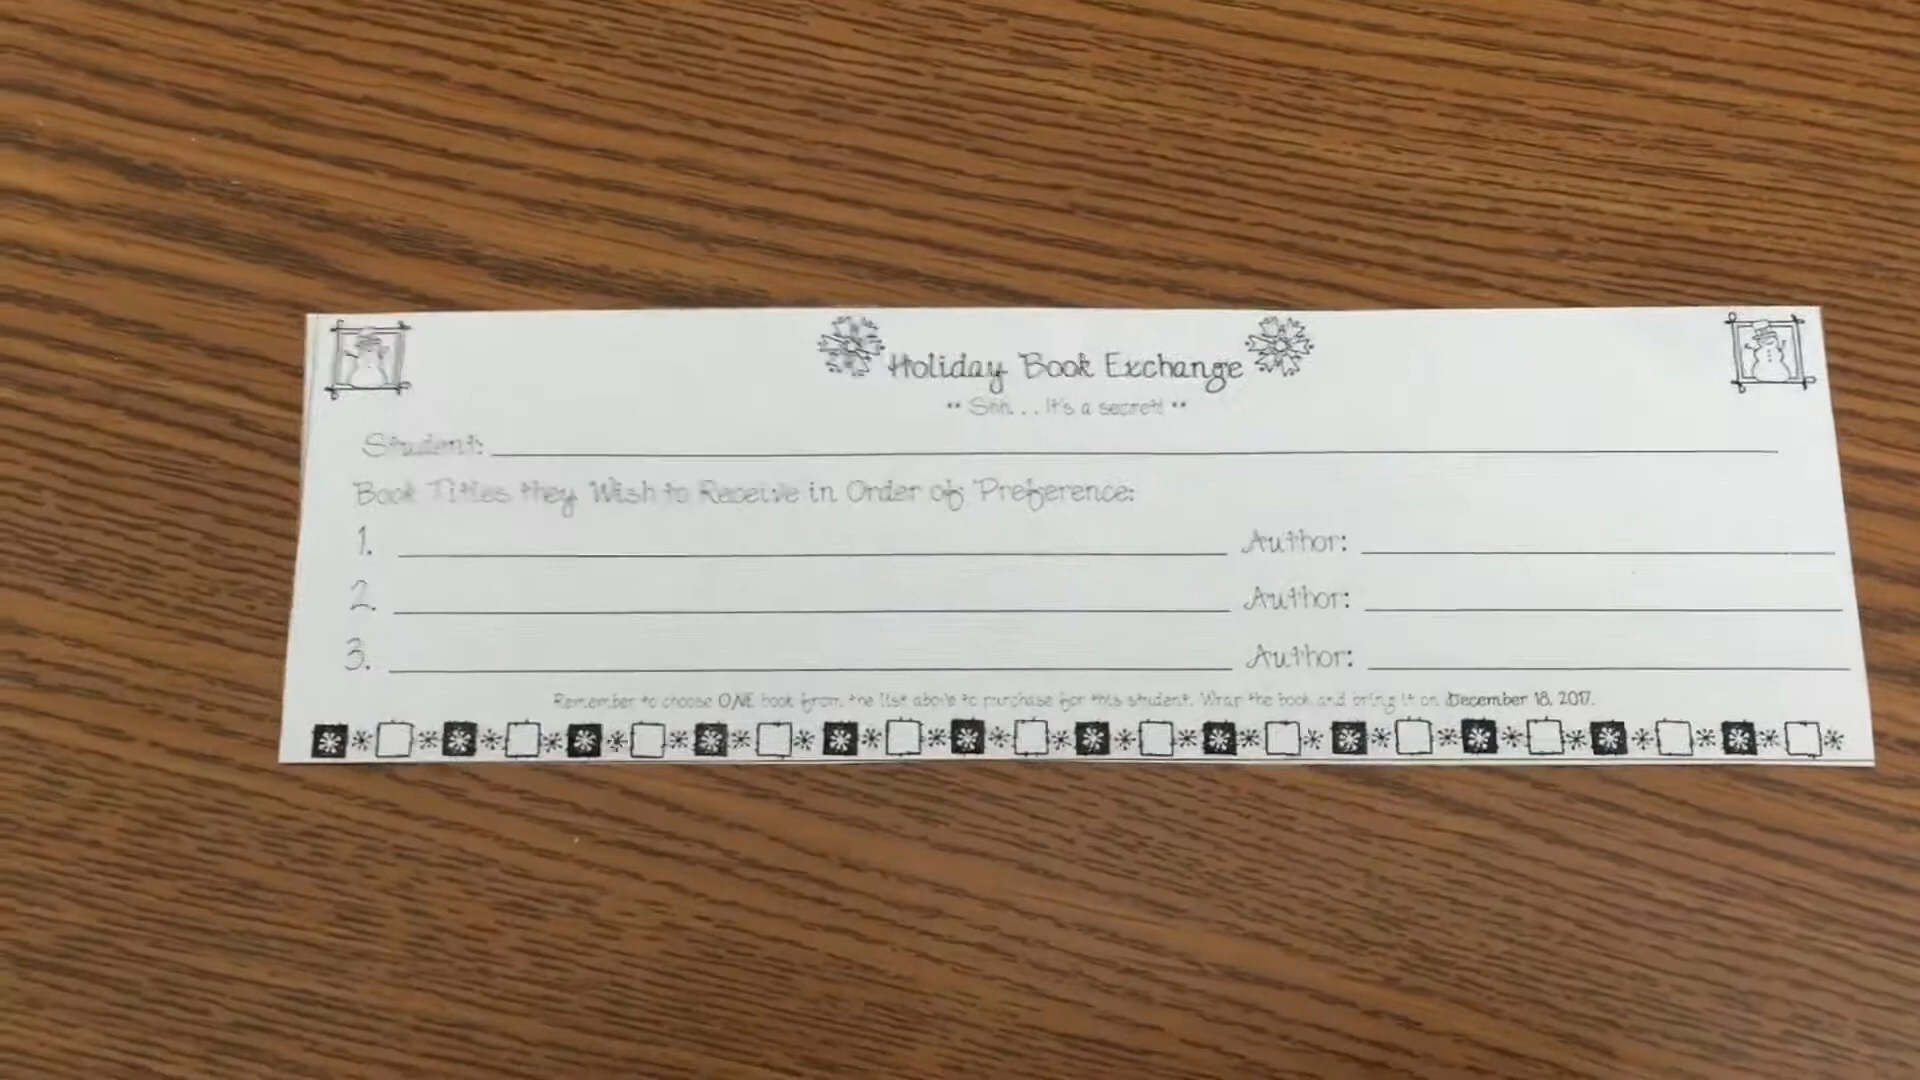 Holiday Book Exchange
** Shh... It's a secret! **
Student:
Book Titles they Wish to Receive in Order of Preference:
1. Author:
2. Author:
3. Author:
Remember to choose ONE book from the list above to purchase for this student. Wrap the book and bring it on December 18, 2017.